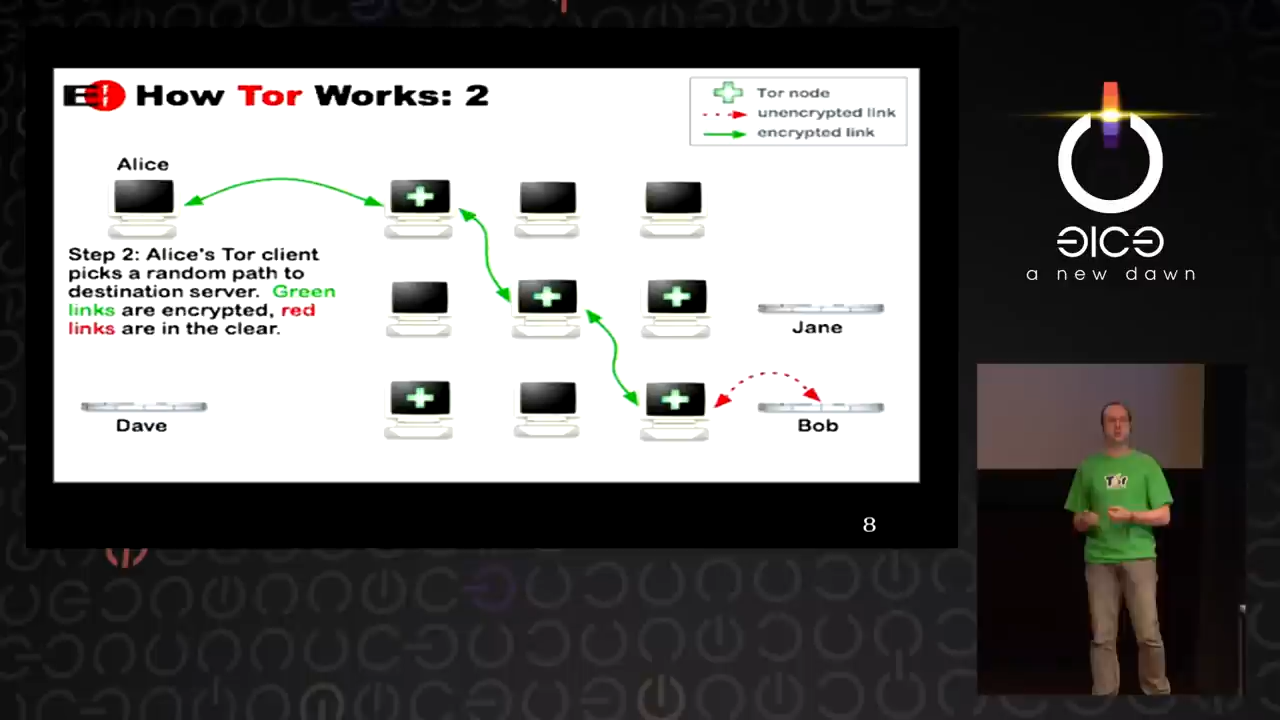 How Tor Works: 2
Tor node
unencrypted link
encrypted link
Alice
Step 2: Alice's Tor client
picks a random path to
destination server. Green
links are encrypted, red
links are in the clear.
Jane
Dave
Bob
8
a new dawn
Tor